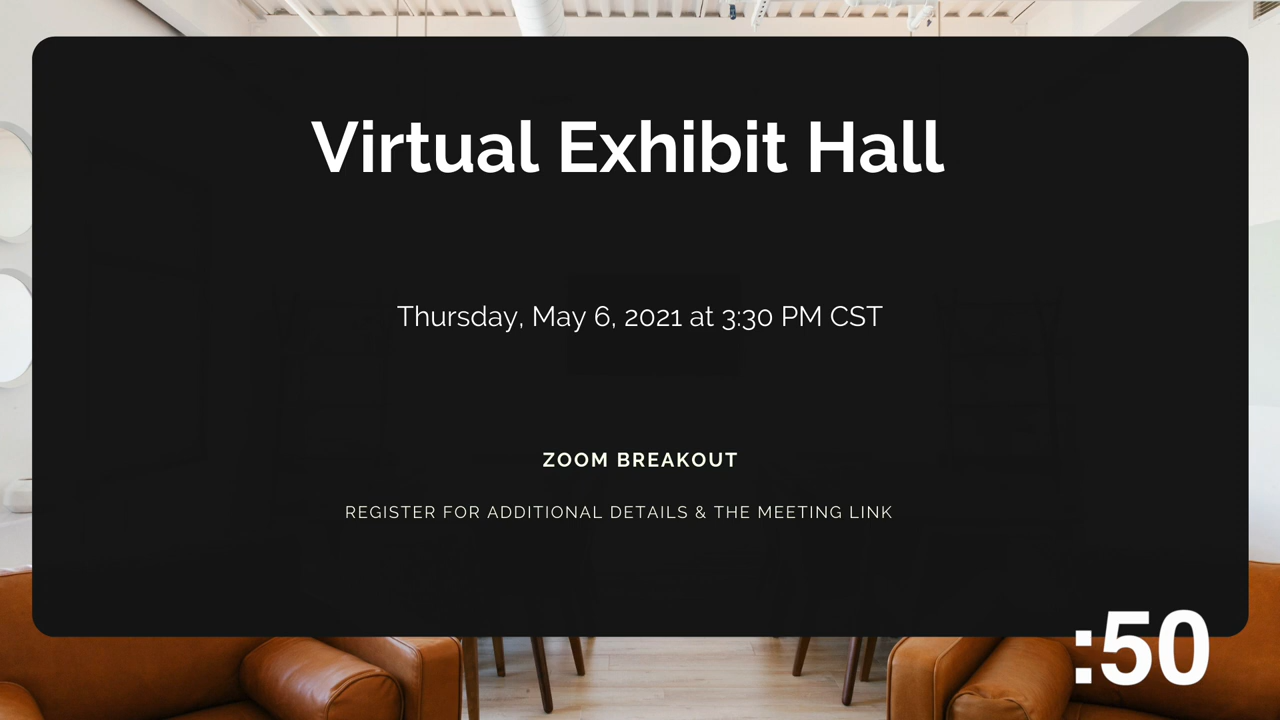 Virtual Exhibit Hall
Thursday, May 6, 2021 at 3:30 PM CST
ZOOM BREAKOUT
REGISTER FOR ADDITIONAL DETAILS & THE MEETING LINK
:50